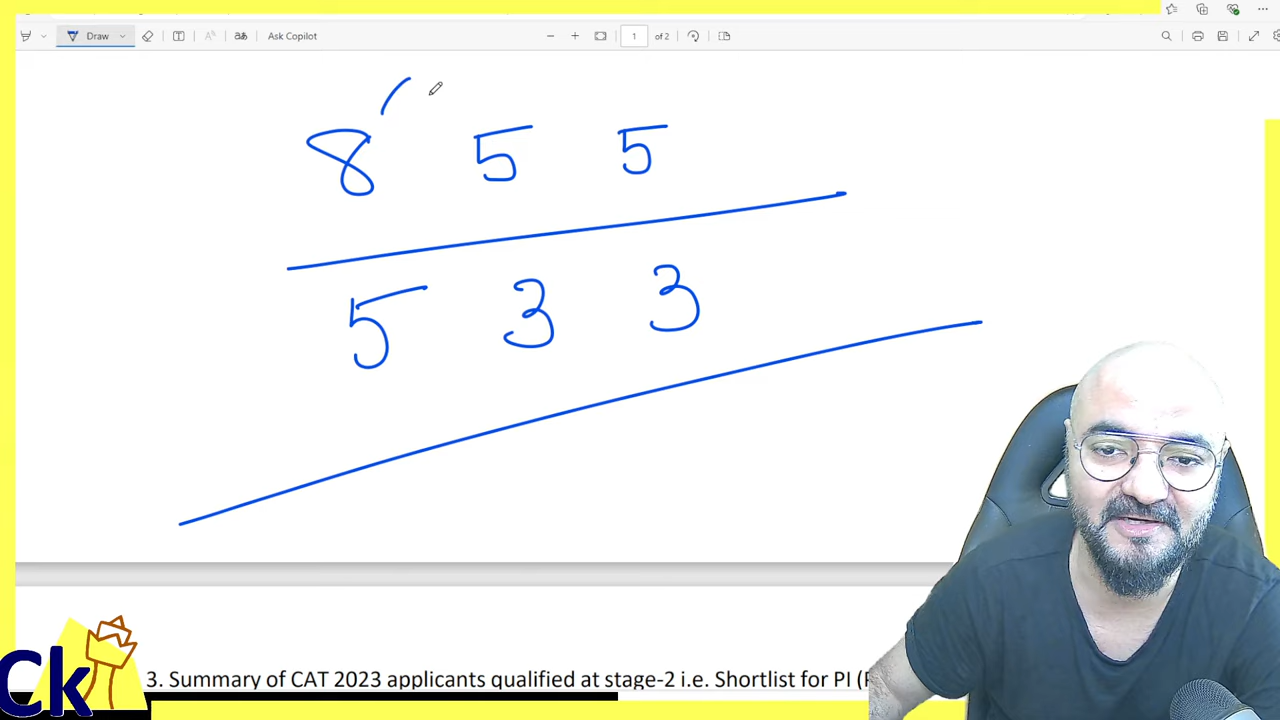 Draw
Ask Copilot
1 of 2
8 5 5
5 3 3
3. Summary of CAT 2023 applicants qualified at stage-2 i.e. Shortlist for PI (
Ck